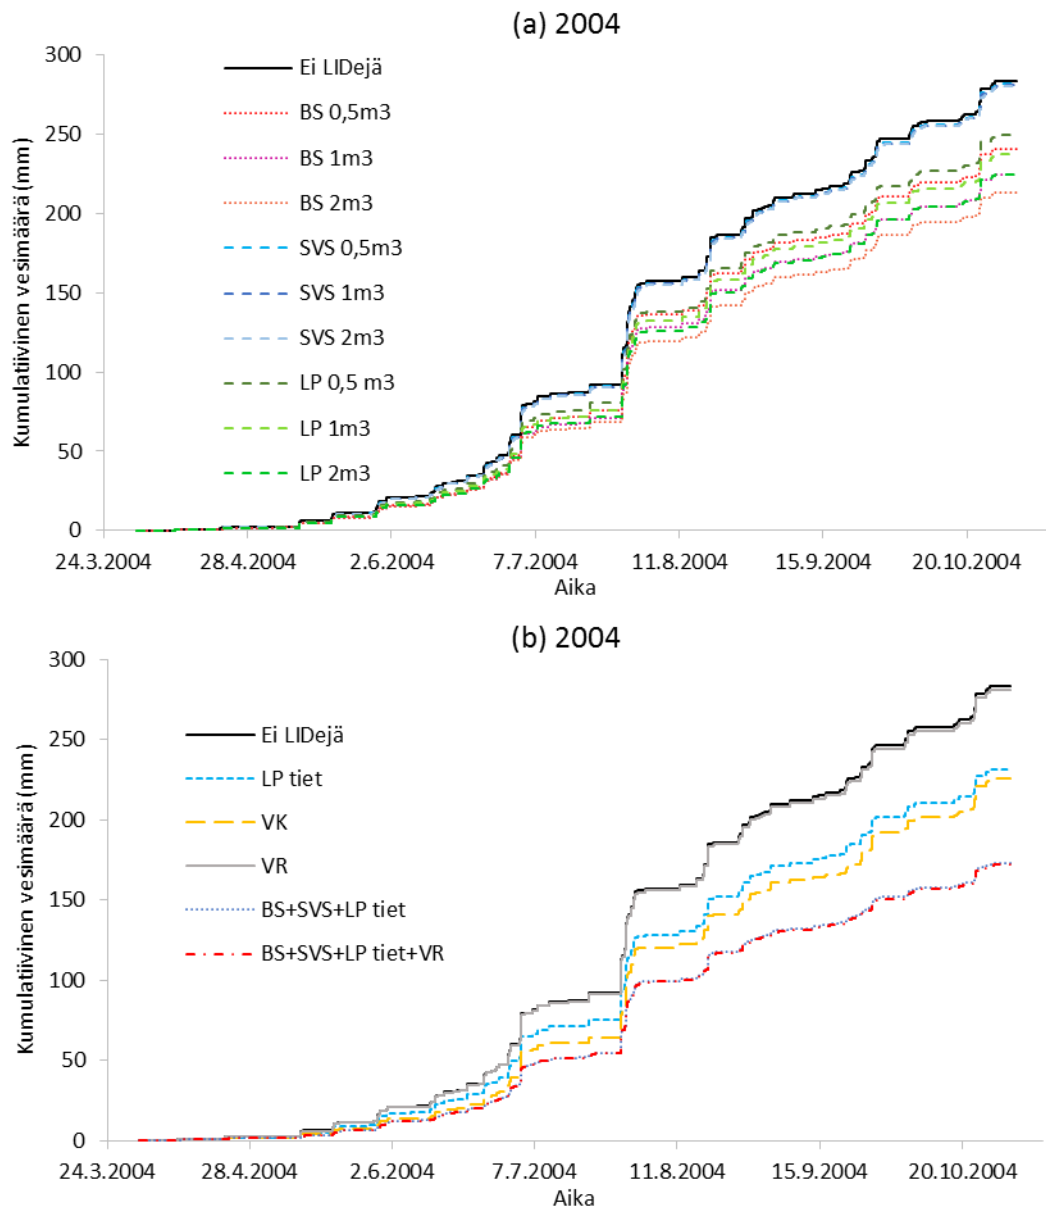 (a) 2004
Kumulatiivinen vesimäärä (mm)
300
250
200
150
100
50
0
Ei LIDejä
BS 0,5m3
BS 1m3
BS 2m3
SVS 0,5m3
SVS 1m3
SVS 2m3
LP 0,5 m3
LP 1m3
LP 2m3
24.3.2004 28.4.2004 2.6.2004 7.7.2004 11.8.2004 15.9.2004 20.10.2004
Aika
(b) 2004
Kumulatiivinen vesimäärä (mm)
300
250
200
150
100
50
0
Ei LIDejä
LP tiet
VK
VR
BS+SVS+LP tiet
BS+SVS+LP tiet+VR
24.3.2004 28.4.2004 2.6.2004 7.7.2004 11.8.2004 15.9.2004 20.10.2004
Aika